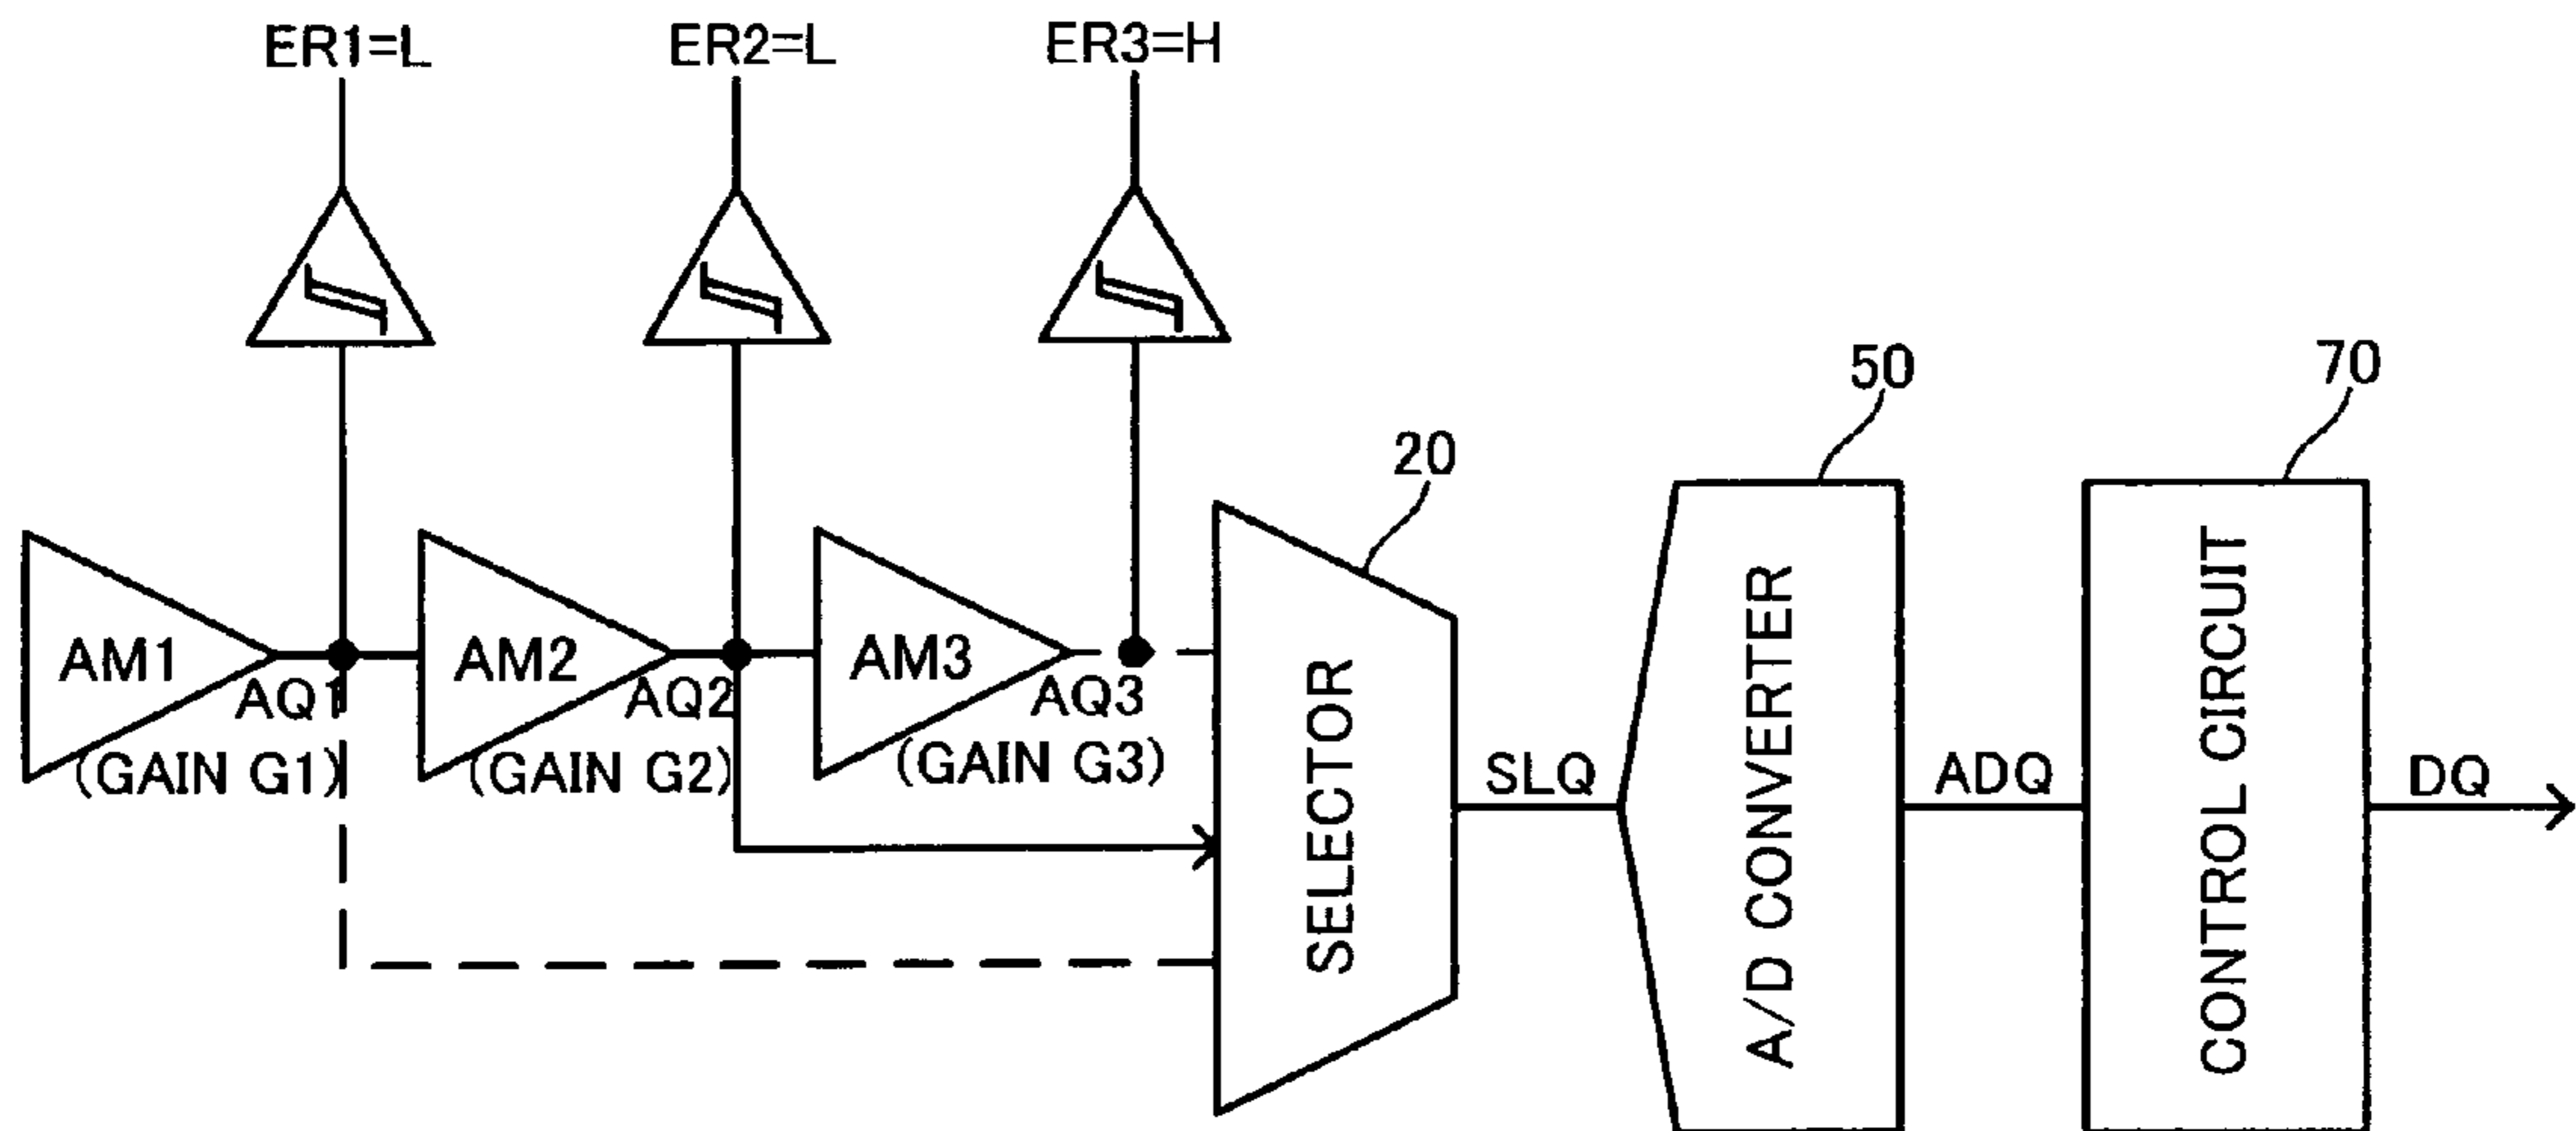 ER1=L
ER2=L
ER3=H
50
70
20
AM1
AM2
AM3
AQ1
AQ2
AQ3
(GAIN G1)
(GAIN G2)
(GAIN G3)
SELECTOR
SLQ
A/D CONVERTER
ADQ
CONTROL CIRCUIT
DQ